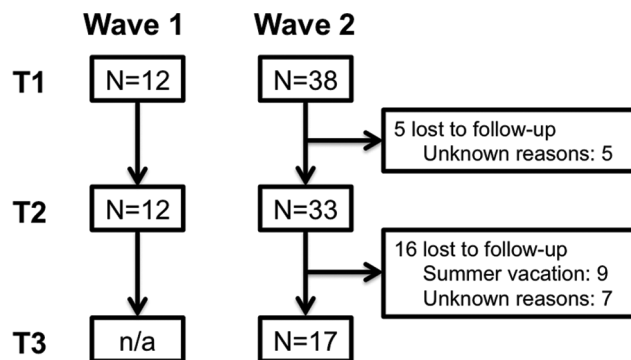 Wave 1 Wave 2
T1 N=12 N=38
5 lost to follow-up
Unknown reasons: 5
T2 N=12 N=33
16 lost to follow-up
Summer vacation: 9
Unknown reasons: 7
T3 n/a N=17